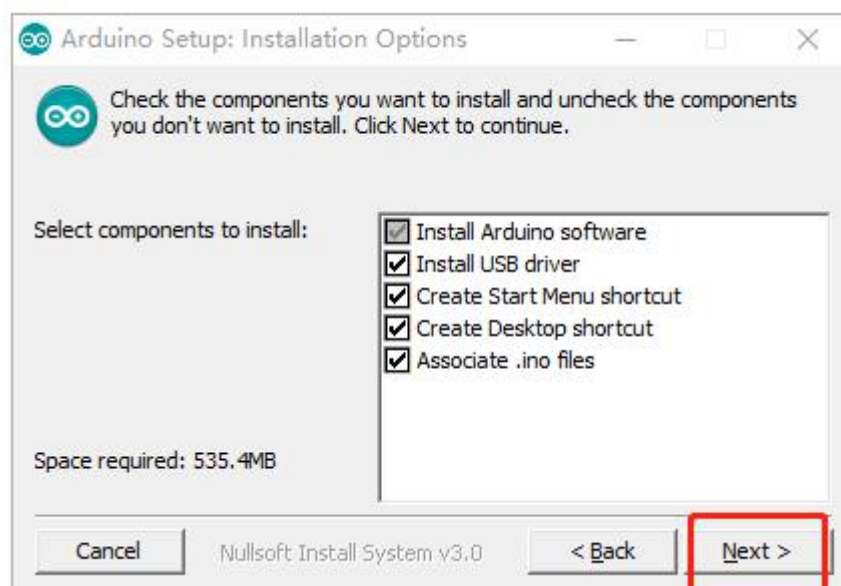 Arduino Setup: Installation Options
Check the components you want to install and uncheck the components
you don't want to install. Click Next to continue.
Select components to install:
Install Arduino software
Install USB driver
Create Start Menu shortcut
Create Desktop shortcut
Associate .ino files
Space required: 535.4MB
Cancel
Nullsoft Install System v3.0
< Back
Next >